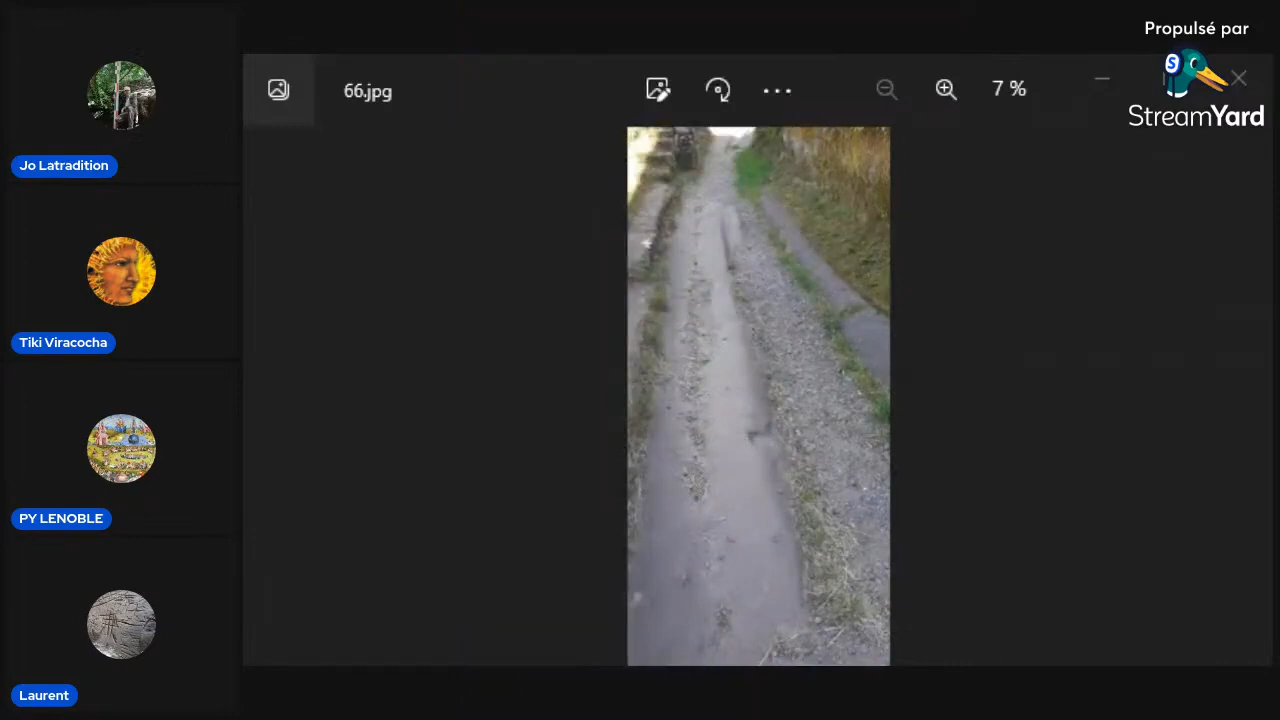 Propulsé par
StreamYard
66.jpg
7 %
Jo Latradition
Tiki Viracocha
PY LENOBLE
Laurent